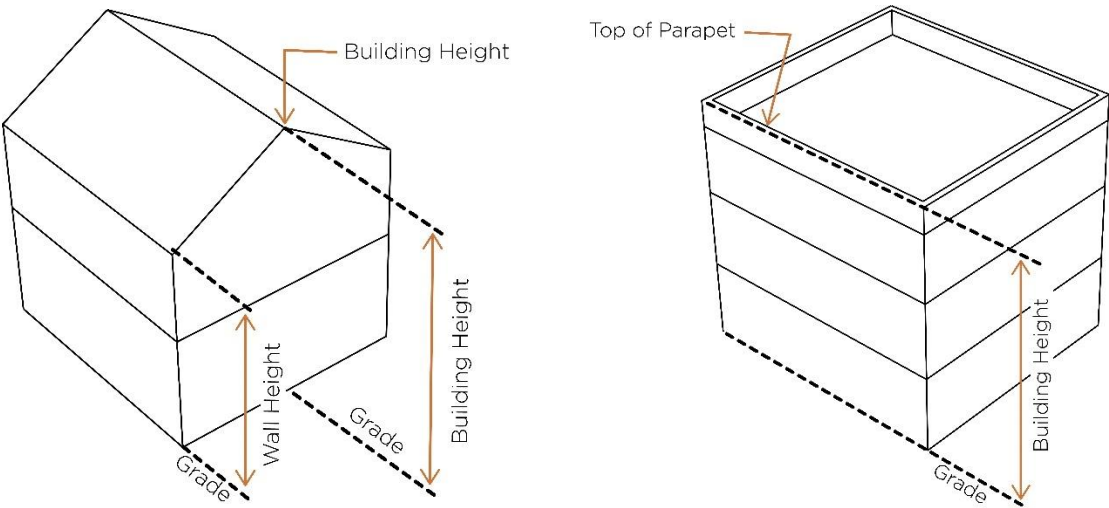 Building Height
Wall Height
Building Height
Grade
Grade
Top of Parapet
Building Height
Grade